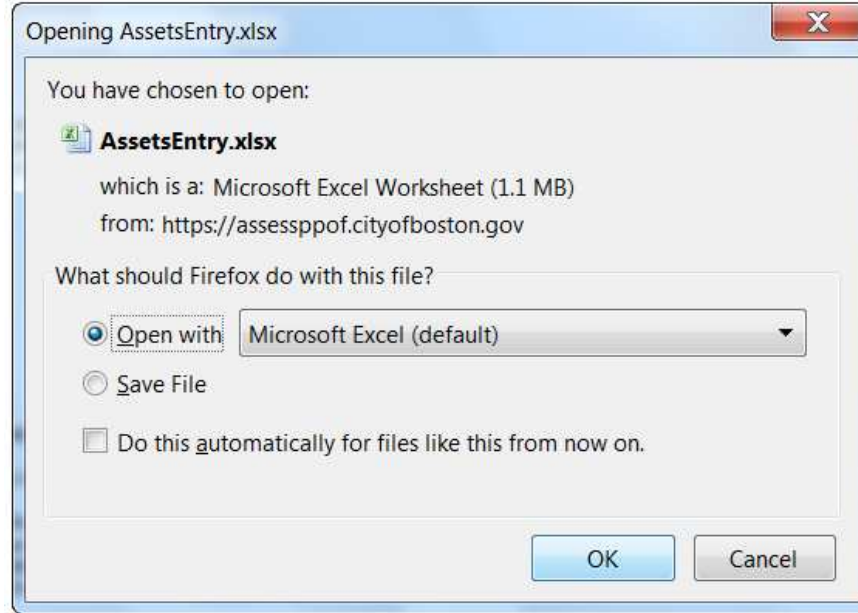 Opening AssetsEntry.xlsx
You have chosen to open:
AssetsEntry.xlsx
which is a: Microsoft Excel Worksheet (1.1 MB)
from: https://assessppof.cityofboston.gov
What should Firefox do with this file?
Open with Microsoft Excel (default)
Save File
Do this automatically for files like this from now on.
OK Cancel